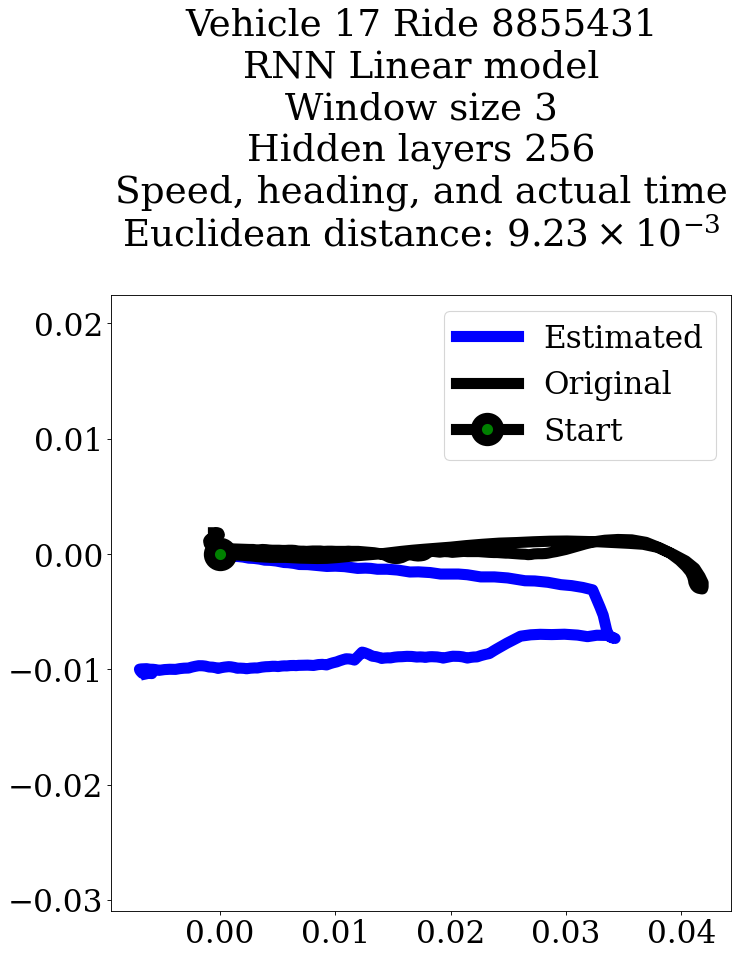 Vehicle 17 Ride 8855431
RNN Linear model
Window size 3
Hidden layers 256
Speed, heading, and actual time
Euclidean distance: 9.23 × 10⁻³
Estimated
Original
Start
0.02
0.01
0.00
−0.01
−0.02
−0.03
0.00 0.01 0.02 0.03 0.04